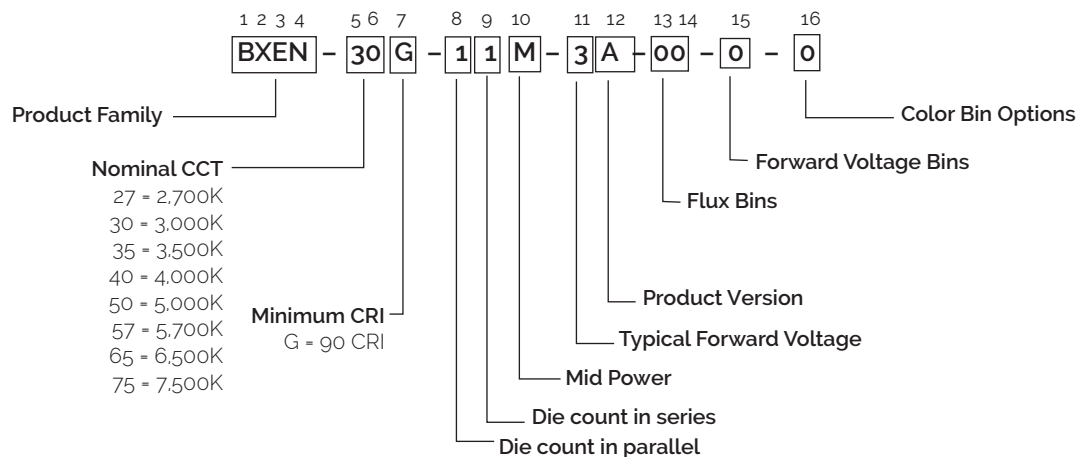 1 2 3 4 5 6 7 8 9 10 11 12 13 14 15 16
BXEN – 30 G – 1 1 M – 3 A – 00 – 0 – 0
Product Family
Color Bin Options
Nominal CCT
Forward Voltage Bins
27 = 2,700K
Flux Bins
30 = 3,000K
35 = 3,500K
40 = 4,000K
50 = 5,000K
57 = 5,700K
65 = 6,500K
75 = 7,500K
Minimum CRI
G = 90 CRI
Product Version
Typical Forward Voltage
Mid Power
Die count in series
Die count in parallel